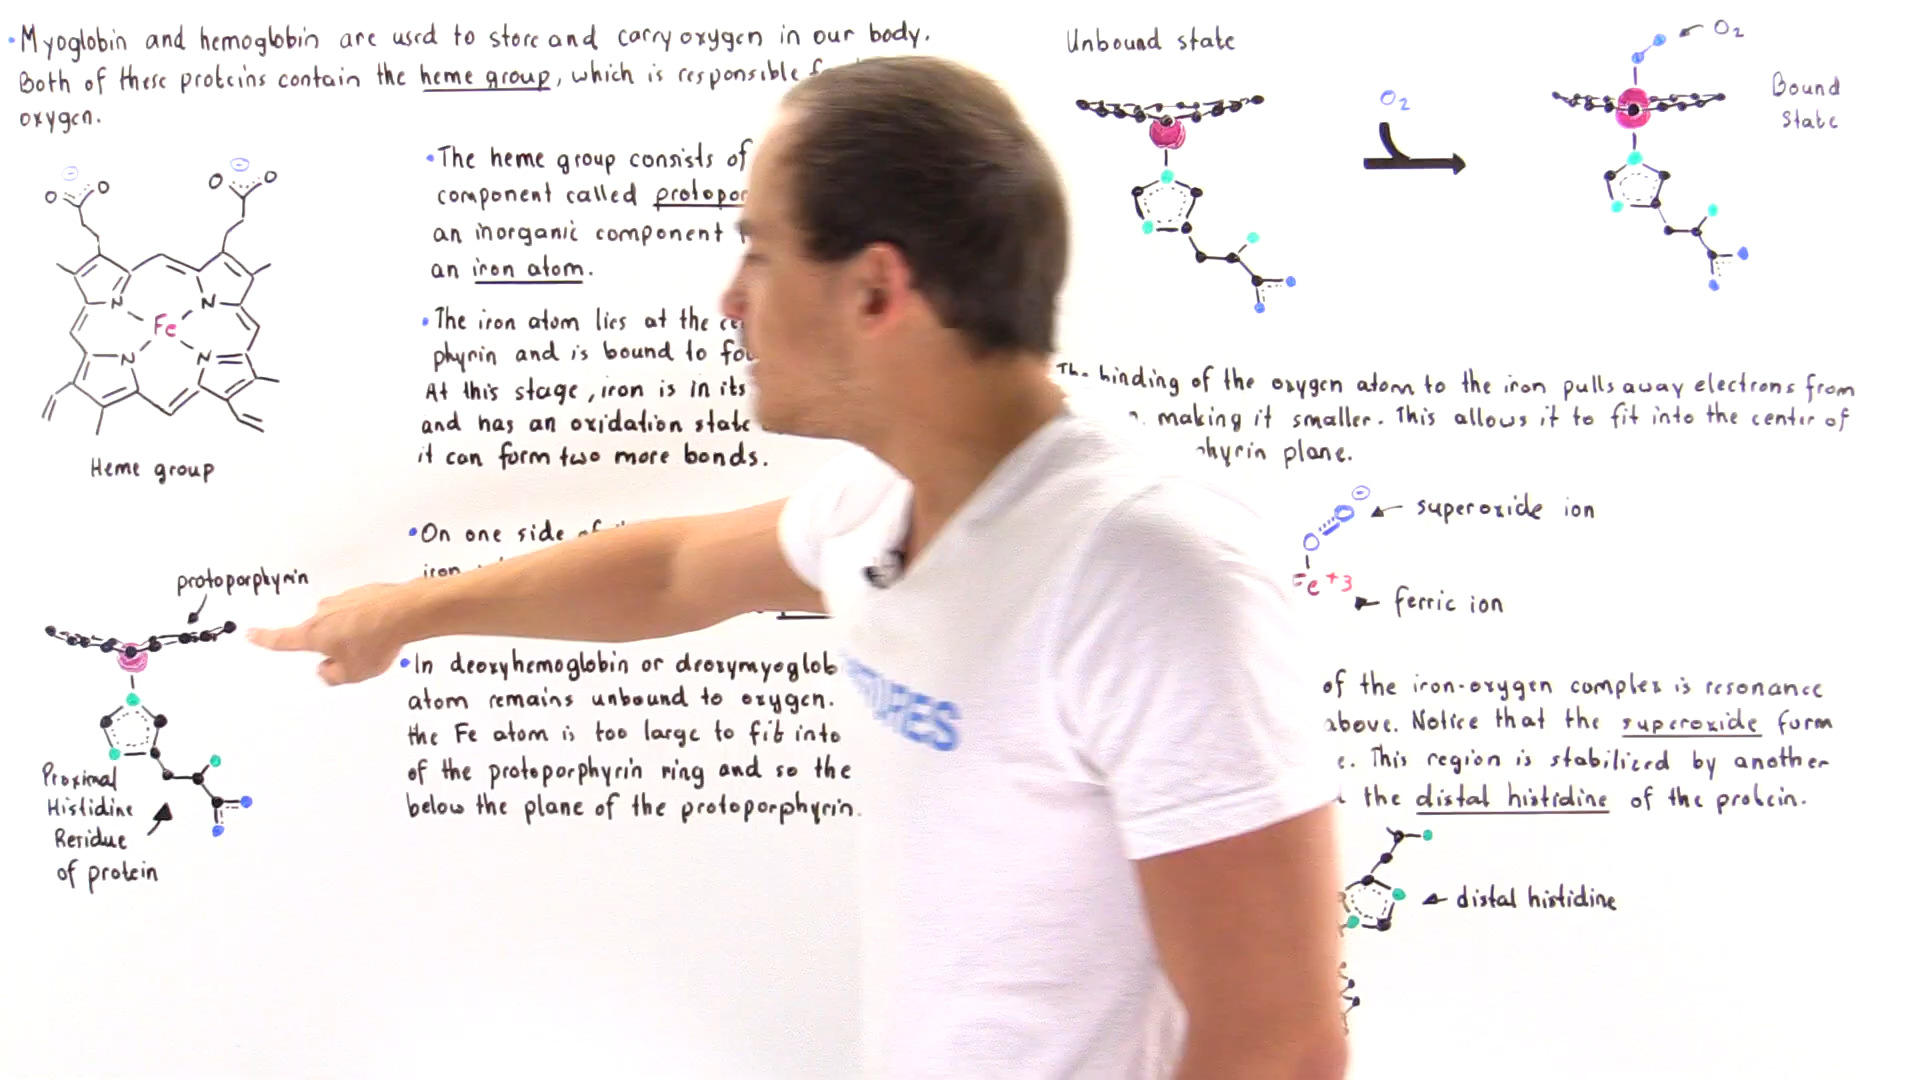 • Myoglobin and hemoglobin are used to store and carry oxygen in our body.
Both of these proteins contain the heme group, which is responsible
oxygen.
• The heme group consists of
component called
an inorganic component
an iron atom.
• The iron atom lies at the
phyrin and is bound to
At this stage, iron is in its
and has an oxidation state
it can form two more bonds.
• On one side
iron
• In deoxyhemoglobin or
atom remains unbound to oxygen.
the Fe atom is too large to fit into
of the protoporphyrin ring and so the
below the plane of the protoporphyrin.
O O
O O
N N
Fe
N N
Heme group
protoporphyrin
Proximal
Histidine
Residue
of protein
TURES
Unbound state
O2
O2
Bound
State
The binding of the oxygen atom to the iron pulls away electrons from
making it smaller. This allows it to fit into the center of
plane.
O O
superoxide ion
Fe+3
ferric ion
of the iron-oxygen complex is resonance
above. Notice that the superoxide form
This region is stabilized by another
the distal histidine of the protein.
distal histidine